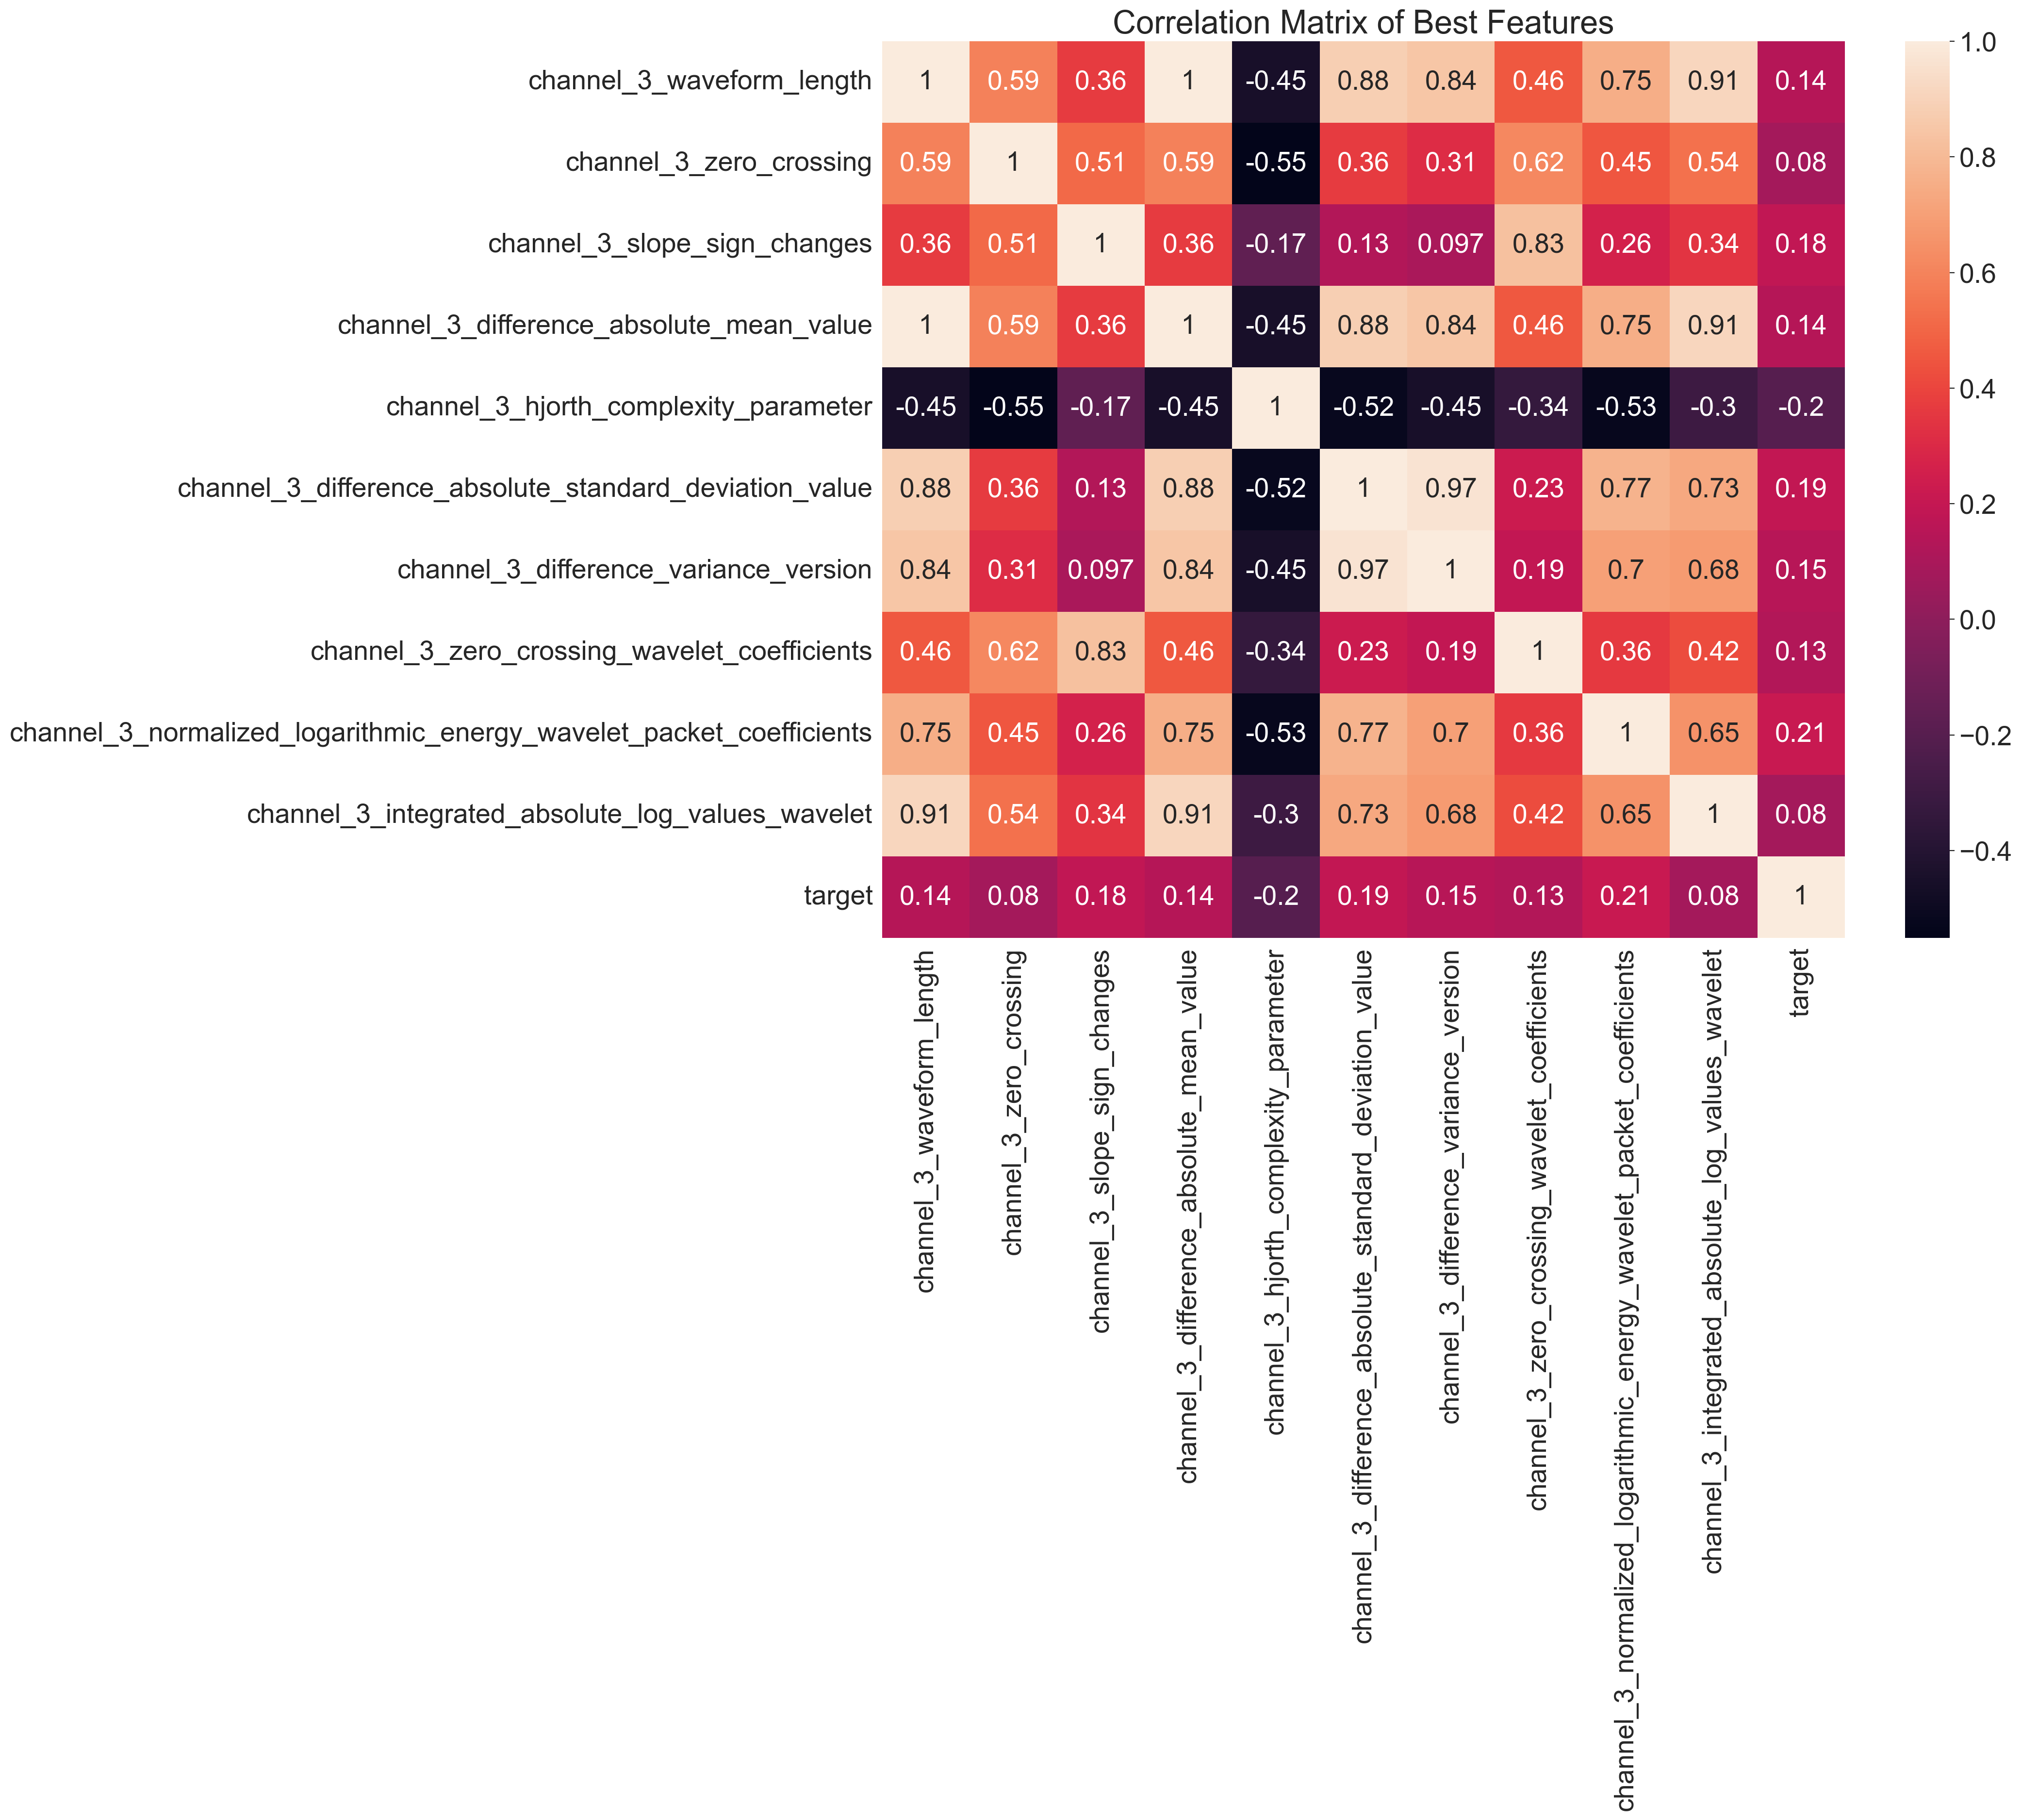 Correlation Matrix of Best Features
channel_3_waveform_length 1 0.59 0.36 1 -0.45 0.88 0.84 0.46 0.75 0.91 0.14
channel_3_zero_crossing 0.59 1 0.51 0.59 -0.55 0.36 0.31 0.62 0.45 0.54 0.08
channel_3_slope_sign_changes 0.36 0.51 1 0.36 -0.17 0.13 0.097 0.83 0.26 0.34 0.18
channel_3_difference_absolute_mean_value 1 0.59 0.36 1 -0.45 0.88 0.84 0.46 0.75 0.91 0.14
channel_3_hjorth_complexity_parameter -0.45 -0.55 -0.17 -0.45 1 -0.52 -0.45 -0.34 -0.53 -0.3 -0.2
channel_3_difference_absolute_standard_deviation_value 0.88 0.36 0.13 0.88 -0.52 1 0.97 0.23 0.77 0.73 0.19
channel_3_difference_variance_version 0.84 0.31 0.097 0.84 -0.45 0.97 1 0.19 0.7 0.68 0.15
channel_3_zero_crossing_wavelet_coefficients 0.46 0.62 0.83 0.46 -0.34 0.23 0.19 1 0.36 0.42 0.13
channel_3_normalized_logarithmic_energy_wavelet_packet_coefficients 0.75 0.45 0.26 0.75 -0.53 0.77 0.7 0.36 1 0.65 0.21
channel_3_integrated_absolute_log_values_wavelet 0.91 0.54 0.34 0.91 -0.3 0.73 0.68 0.42 0.65 1 0.08
target 0.14 0.08 0.18 0.14 -0.2 0.19 0.15 0.13 0.21 0.08 1
channel_3_waveform_length
channel_3_zero_crossing
channel_3_slope_sign_changes
channel_3_difference_absolute_mean_value
channel_3_hjorth_complexity_parameter
channel_3_difference_absolute_standard_deviation_value
channel_3_difference_variance_version
channel_3_zero_crossing_wavelet_coefficients
channel_3_normalized_logarithmic_energy_wavelet_packet_coefficients
channel_3_integrated_absolute_log_values_wavelet
target
1.0
0.8
0.6
0.4
0.2
0.0
−0.2
−0.4